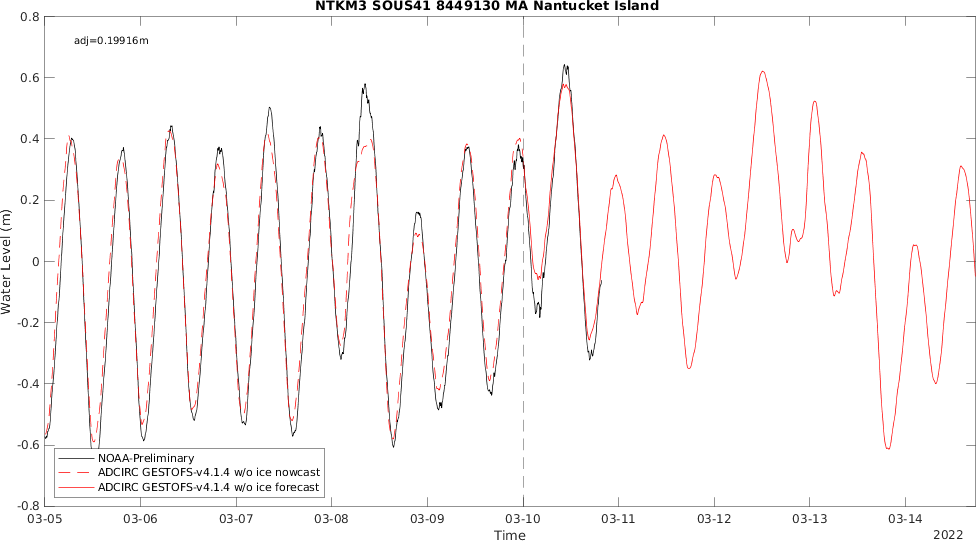 NTKM3 SOUS41 8449130 MA Nantucket Island
adj=0.19916m
0.8
0.6
0.4
0.2
0
-0.2
-0.4
-0.6
-0.8
Water Level (m)
NOAA-Preliminary
ADCIRC GESTOFS-v4.1.4 w/o ice nowcast
ADCIRC GESTOFS-v4.1.4 w/o ice forecast
03-05 03-06 03-07 03-08 03-09 03-10 03-11 03-12 03-13 03-14
Time
2022